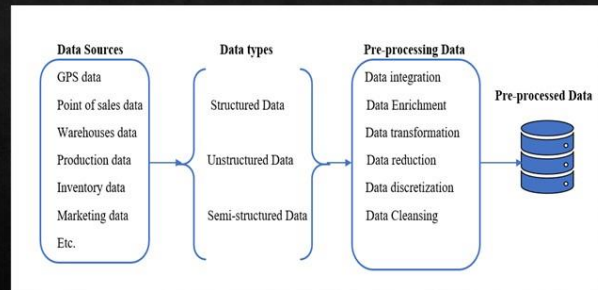 Data Sources
GPS data
Point of sales data
Warehouses data
Production data
Inventory data
Marketing data
Etc.
Data types
Structured Data
Unstructured Data
Semi-structured Data
Pre-processing Data
Data integration
Data Enrichment
Data transformation
Data reduction
Data discretization
Data Cleansing
Pre-processed Data